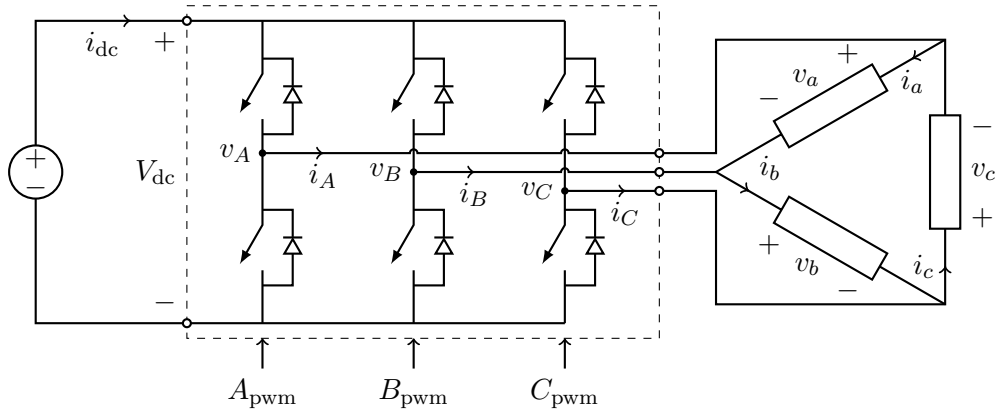 i_dc
+
−
+
−
V_dc
−
v_A
i_A
v_B
i_B
v_C
i_C
+
v_a
−
i_a
i_b
+
v_b
−
i_c
−
v_c
+
A_pwm
B_pwm
C_pwm